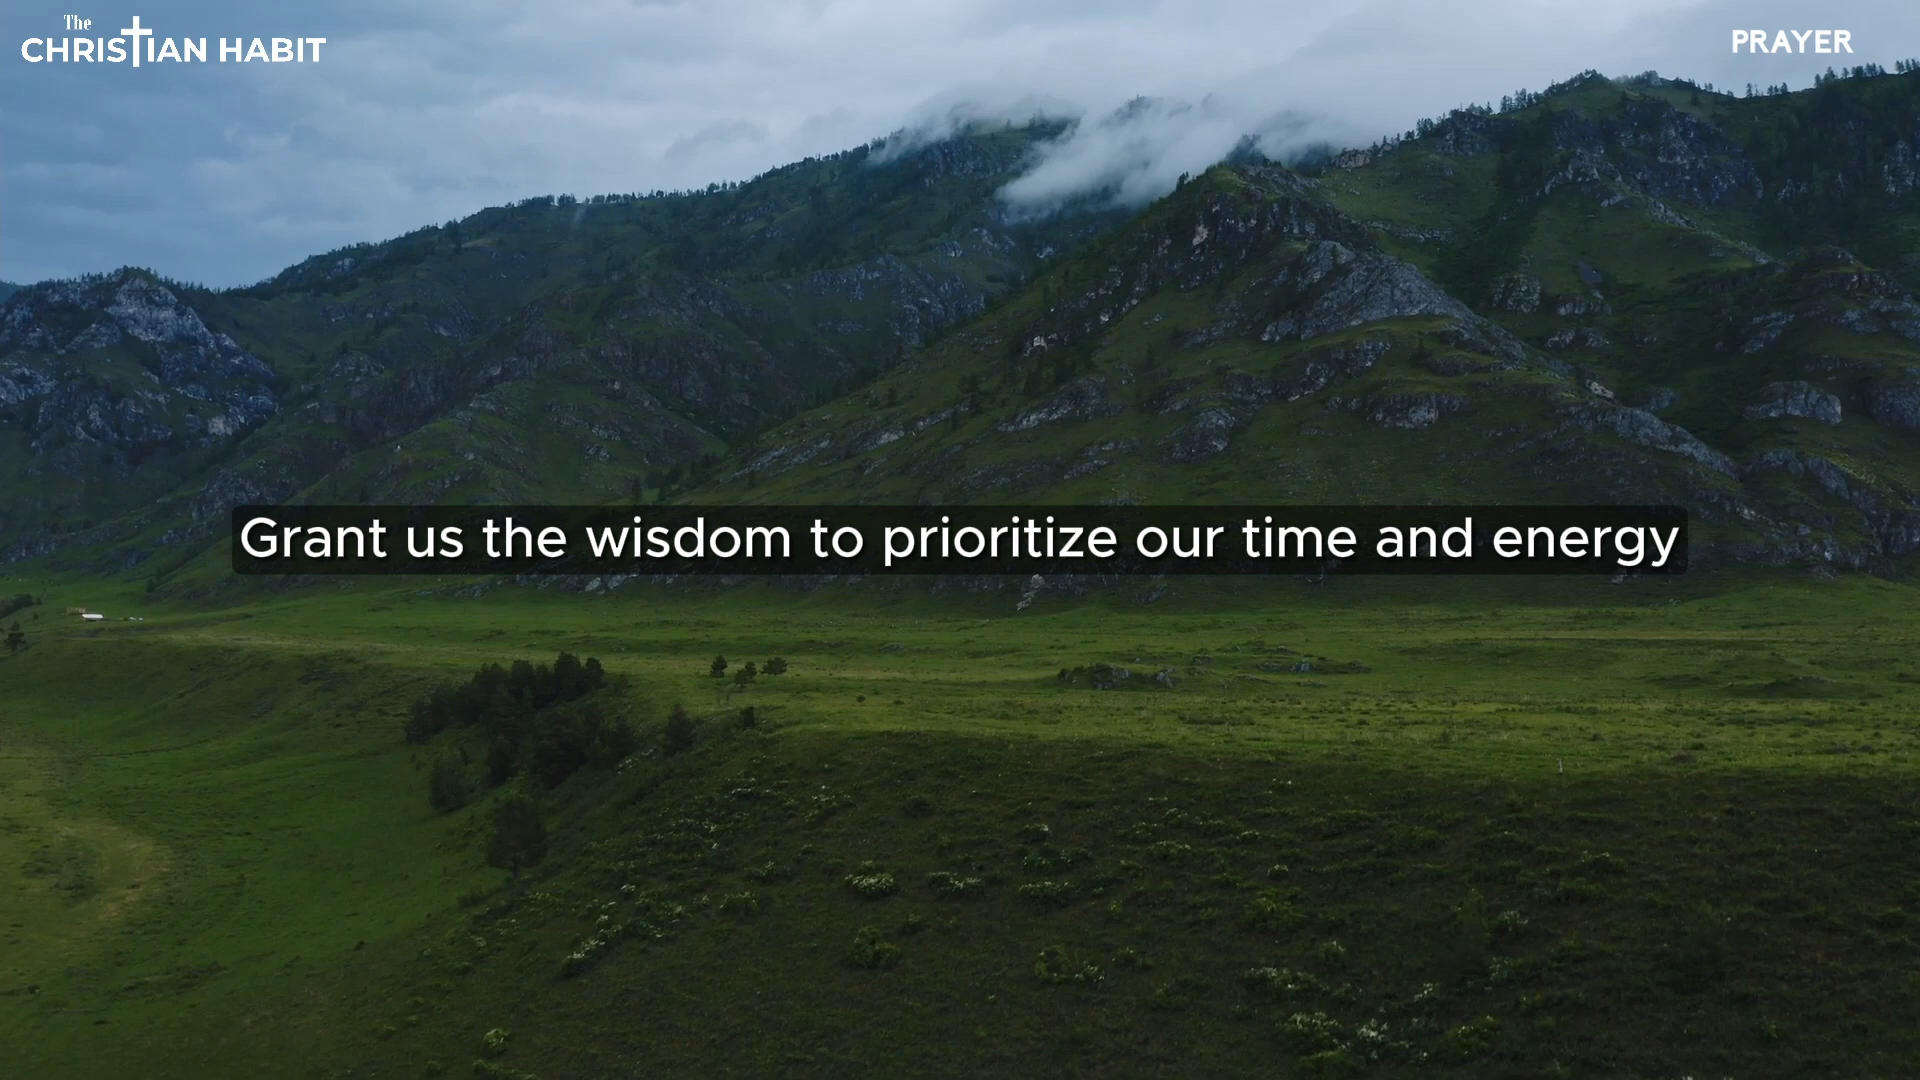 The
CHRISTIAN HABIT
PRAYER
Grant us the wisdom to prioritize our time and energy